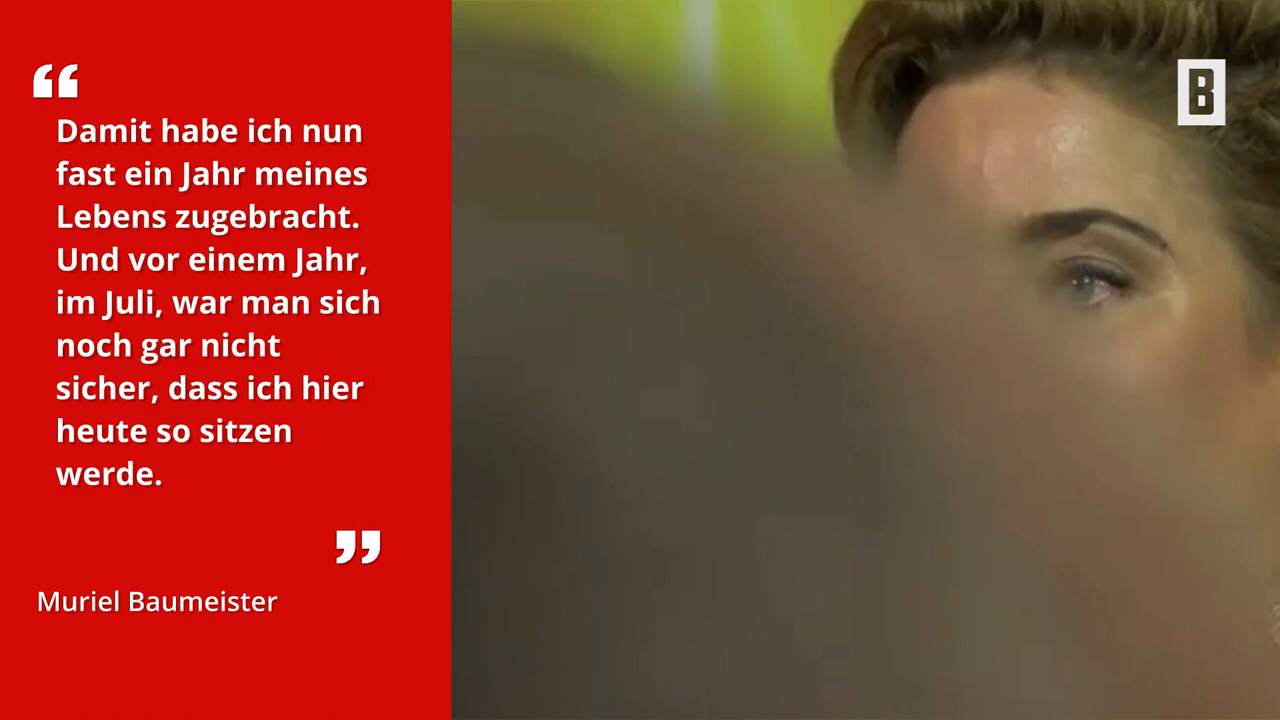 “
Damit habe ich nun
fast ein Jahr meines
Lebens zugebracht.
Und vor einem Jahr,
im Juli, war man sich
noch gar nicht
sicher, dass ich hier
heute so sitzen
werde.
”
Muriel Baumeister
B